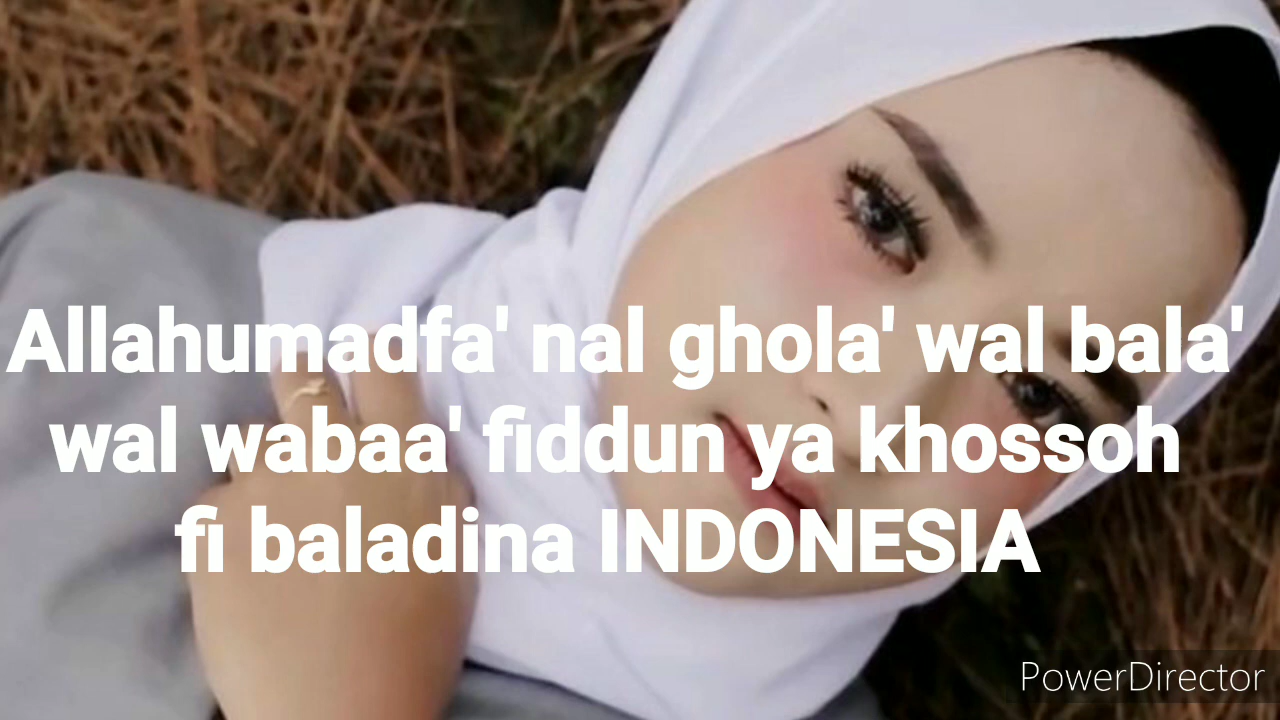 Allahumadfa' nal ghola' wal bala'
wal wabaa' fiddun ya khossoh
fi baladina INDONESIA
PowerDirector